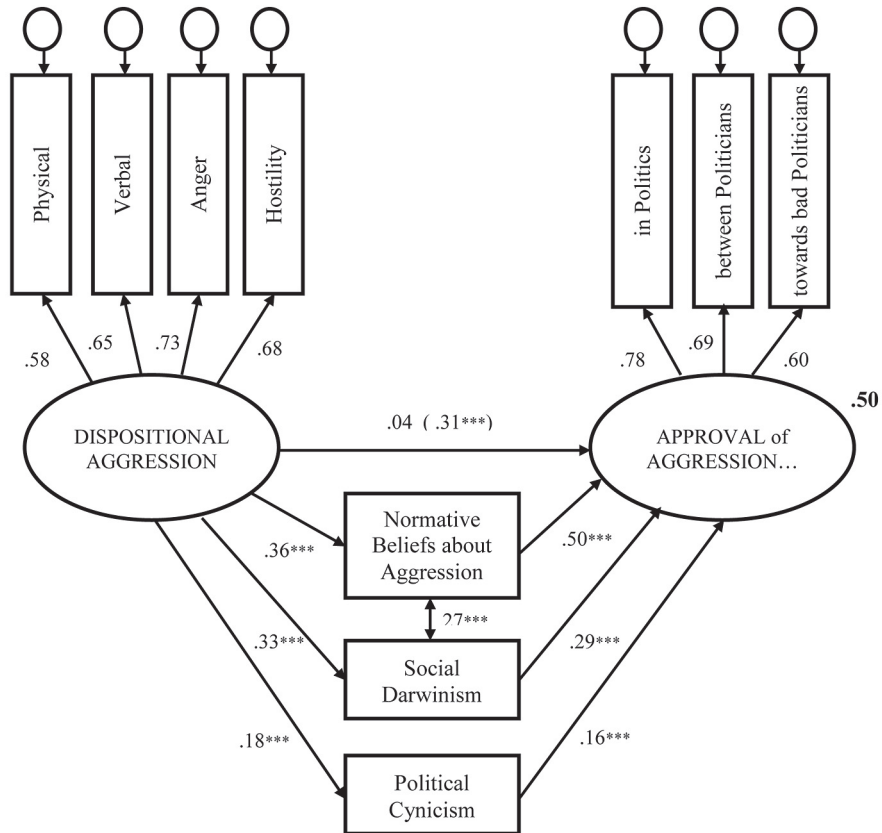 Physical
Verbal
Anger
Hostility
in Politics
between Politicians
towards bad Politicians
.58
.65
.73
.68
.78
.69
.60
.50
DISPOSITIONAL
AGGRESSION
.04 ( .31***)
APPROVAL of
AGGRESSION…
Normative
Beliefs about
Aggression
.36***
.50***
.27***
.33***
Social
Darwinism
.29***
.18***
Political
Cynicism
.16***